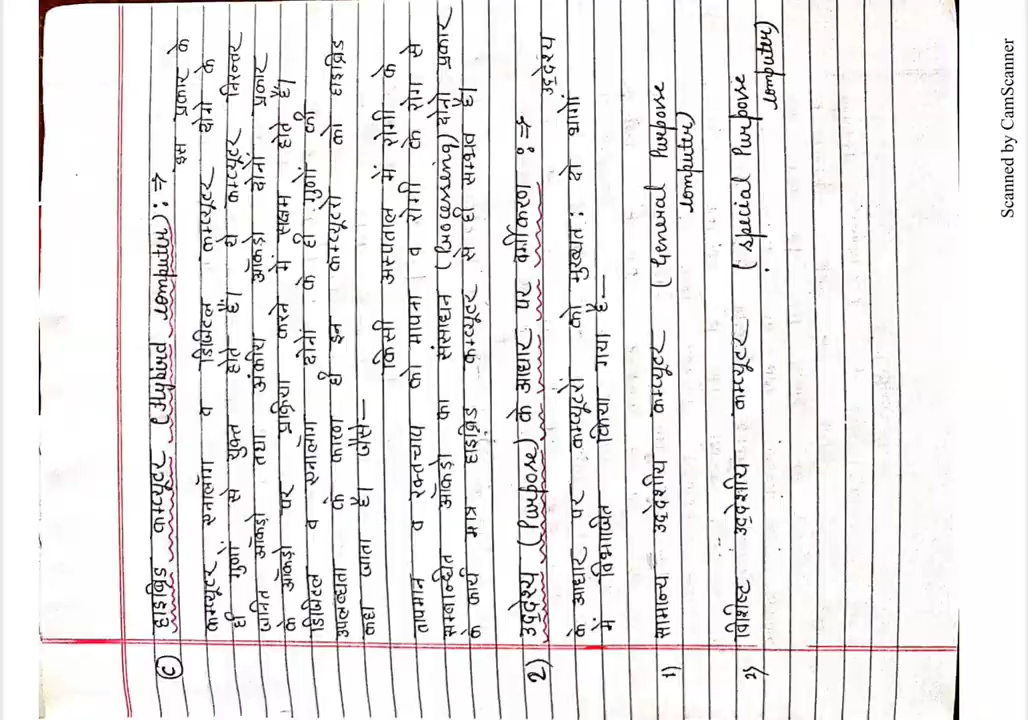 (C) हाइब्रिड कम्प्यूटर (Hybird computer) : ⇒
इस प्रकार के
कम्प्यूटर एनालॉग व डिजिटल कम्प्यूटर दोनों के
ही गुणों से युक्त होते हैं। ये कम्प्यूटर निरन्तर
जनित आंकड़ो तथा अंकीय आंकड़ो दोनों प्रकार
के आंकड़ो पर प्रक्रिया करने में सक्षम होते हैं।
डिजिटल व एनालॉग दोनों के ही गुणों की
उपलब्धता के कारण ही इन कम्प्यूटरो को हाइब्रिड
कहा जाता है। जैसे—
किसी अस्पताल में रोगी के
तापमान व रक्तचाप को मापना व रोगी के रोग से
सम्बन्धित आंकड़ो का संसाधन (Processing) दोनों प्रकार
के कार्य मात्र हाइब्रिड कम्प्यूटर से ही सम्भव है।
2) उद्देश्य (Purpose) के आधार पर वर्गीकरण : ⇒
उद्देश्य
के आधार पर कम्प्यूटरों को मुख्यत: दो भागों
में विभाजित किया गया है—
1) सामान्य उद्देशीय कम्प्यूटर (General Purpose
computer)
2) विशिष्ट उद्देशीय कम्प्यूटर (special Purpose
computer)
Scanned by CamScanner